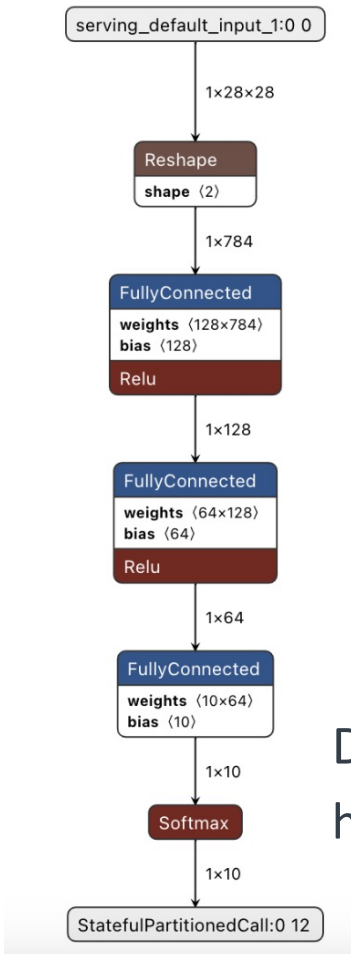 serving_default_input_1:0 0
1×28×28
Reshape
shape ⟨2⟩
1×784
FullyConnected
weights ⟨128×784⟩
bias ⟨128⟩
Relu
1×128
FullyConnected
weights ⟨64×128⟩
bias ⟨64⟩
Relu
1×64
FullyConnected
weights ⟨10×64⟩
bias ⟨10⟩
1×10
Softmax
1×10
StatefulPartitionedCall:0 12